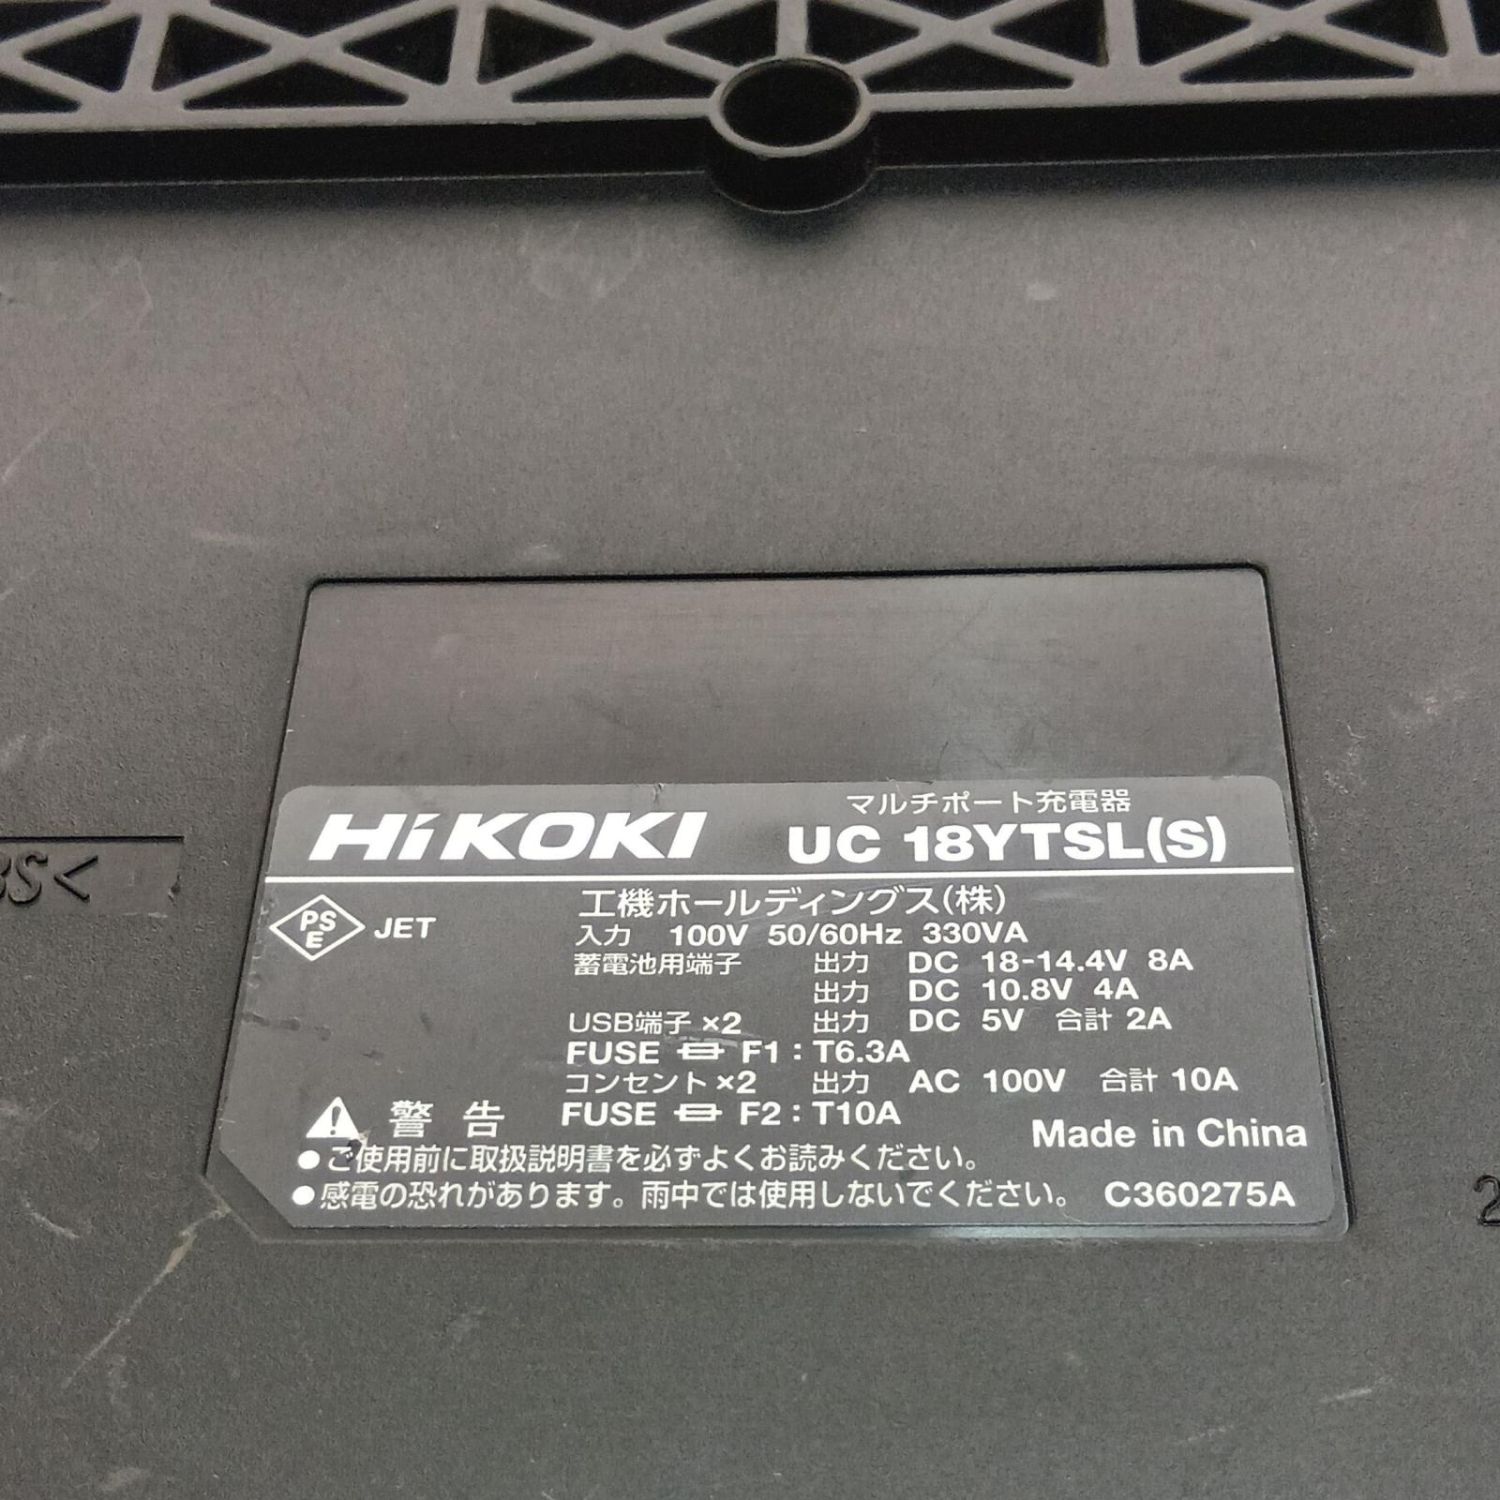 HiKOKI
マルチポート充電器
UC 18YTSL(S)
PS E JET
工機ホールディングス(株)
入力 100V 50/60Hz 330VA
蓄電池用端子 出力 DC 18-14.4V 8A
出力 DC 10.8V 4A
USB端子 ×2 出力 DC 5V 合計 2A
FUSE F1 : T6.3A
コンセント×2 出力 AC 100V 合計 10A
警告 FUSE F2 : T10A
Made in China
●ご使用前に取扱説明書を必ずよくお読みください。
●感電の恐れがあります。雨中では使用しないでください。 C360275A